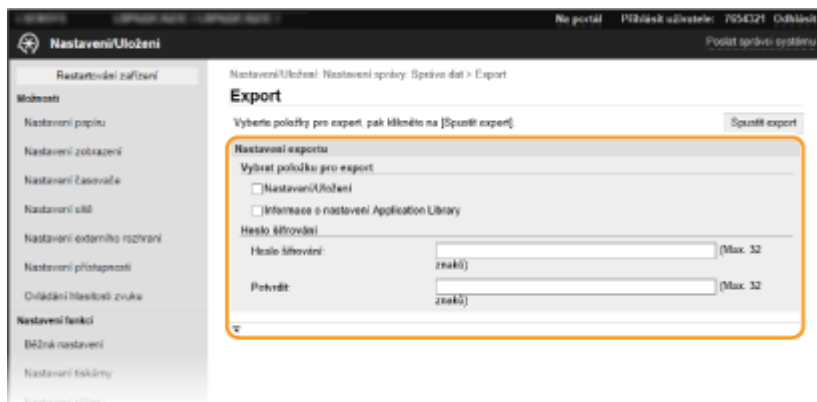 Na portál Přihlásit uživatele: 7654321 Odhlásit
Nastavení/Uložení
Poslat správci systému
Restartování zařízení
Možnosti
Nastavení papíru
Nastavení zobrazení
Nastavení časovače
Nastavení sítě
Nastavení externího rozhraní
Nastavení přístupnosti
Ovládání hlasitosti zvuku
Nastavení funkcí
Běžná nastavení
Nastavení tiskárny
Nastavení/Uložení: Nastavení správy: Správa dat > Export
Export
Vyberte položky pro export, pak klikněte na [Spustit export].
Spustit export
Nastavení exportu
Vybrat položku pro export
Nastavení/Uložení
Informace o nastavení Application Library
Heslo šifrování
Heslo šifrování:
(Max. 32
znaků)
Potvrdit:
(Max. 32
znaků)